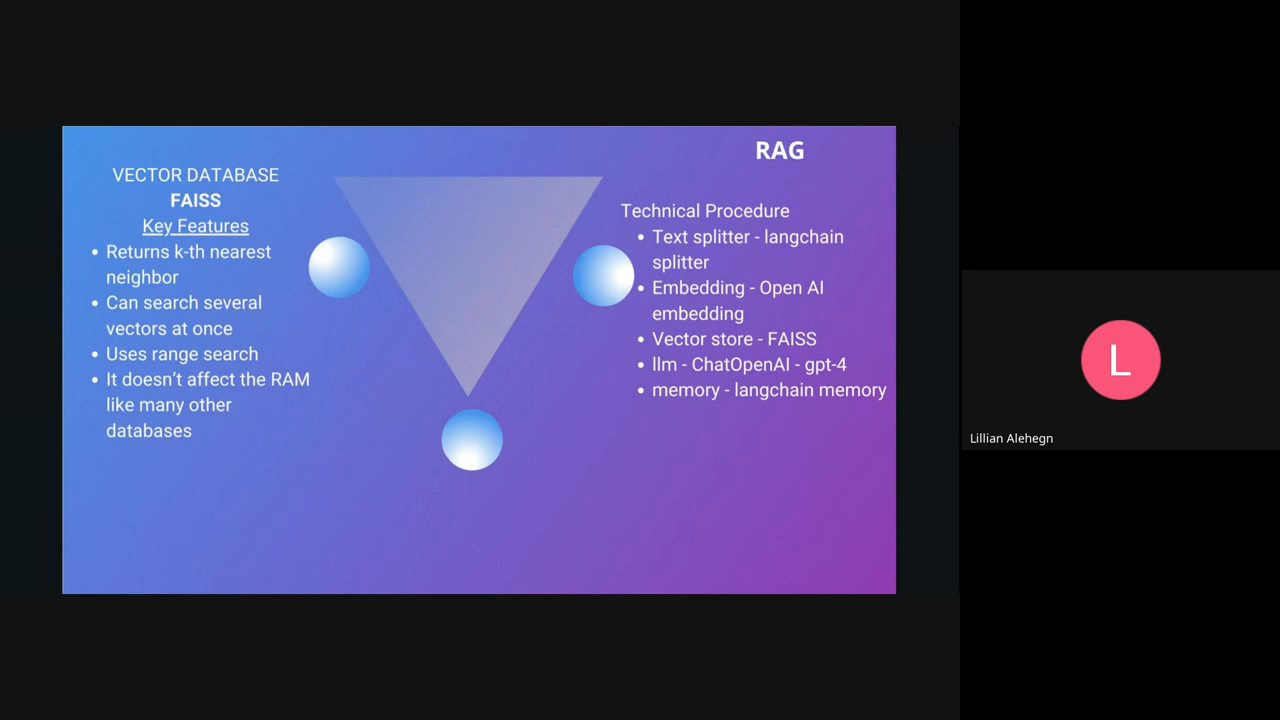 VECTOR DATABASE
FAISS
Key Features
• Returns k-th nearest
neighbor
• Can search several
vectors at once
• Uses range search
• It doesn’t affect the RAM
like many other
databases
RAG
Technical Procedure
• Text splitter - langchain
splitter
• Embedding - Open AI
embedding
• Vector store - FAISS
• llm - ChatOpenAI - gpt-4
• memory - langchain memory
L
Lillian Alehegn